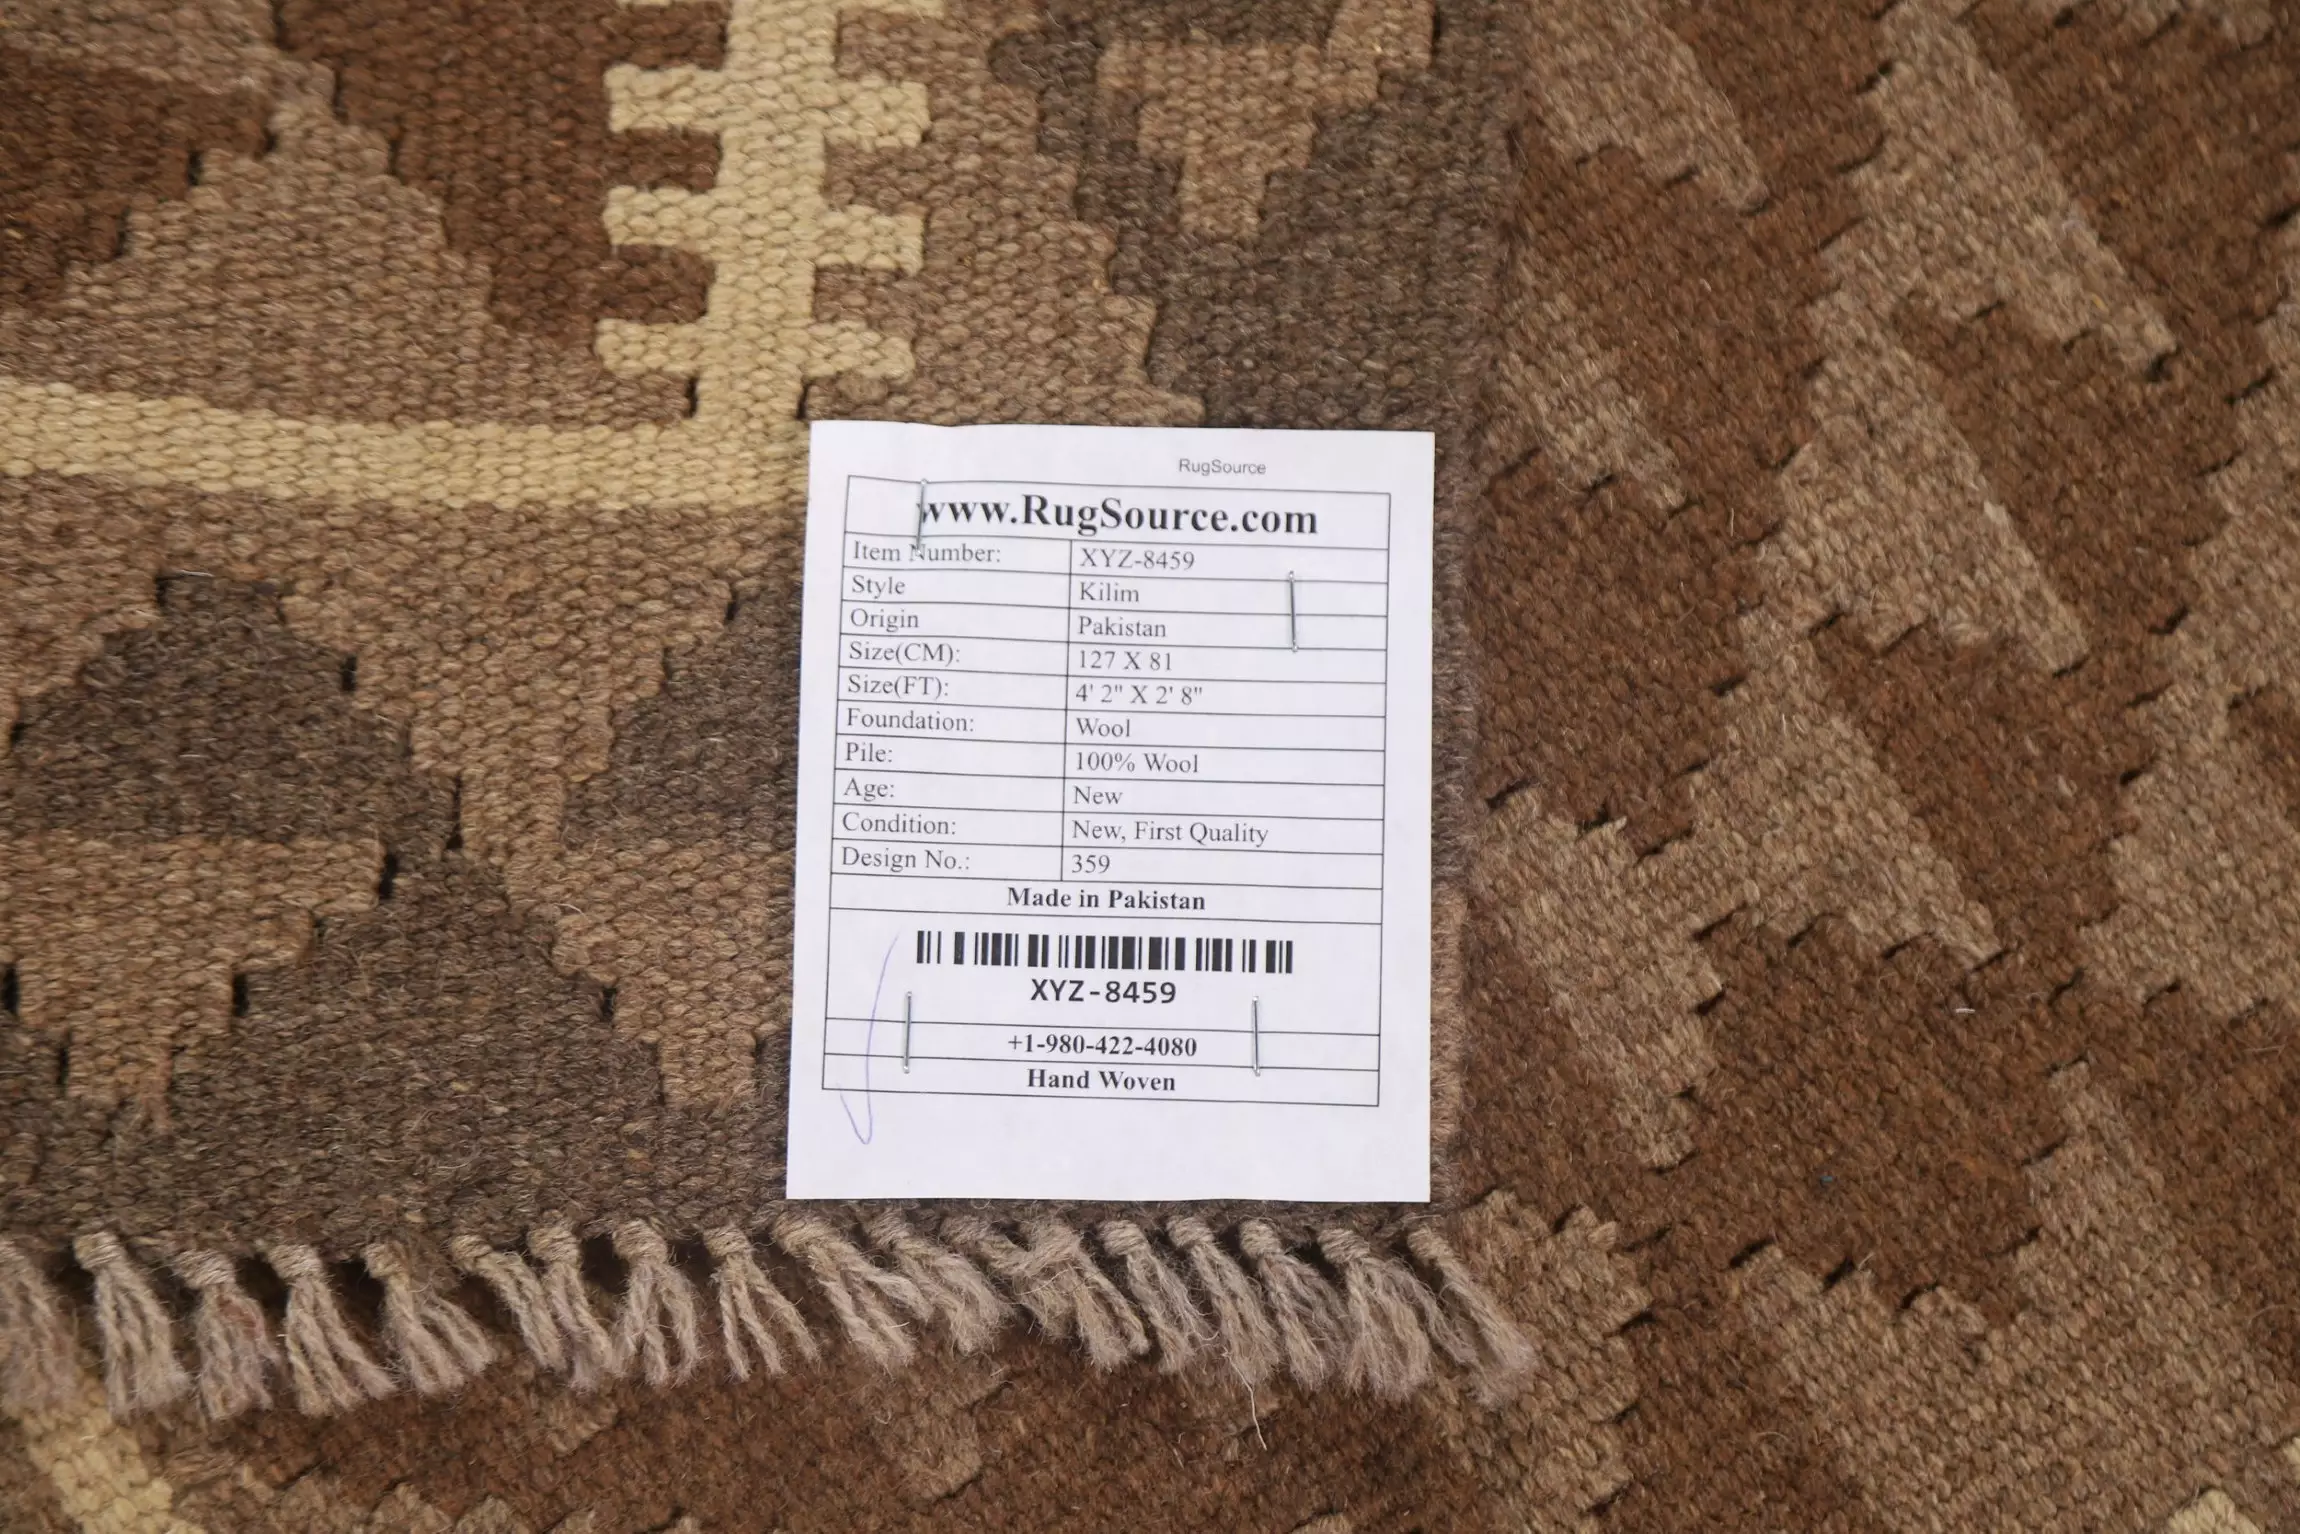 RugSource
www.RugSource.com
Item Number: XYZ-8459
Style Kilim
Origin Pakistan
Size(CM): 127 X 81
Size(FT): 4' 2" X 2' 8"
Foundation: Wool
Pile: 100% Wool
Age: New
Condition: New, First Quality
Design No.: 359
Made in Pakistan
XYZ-8459
+1-980-422-4080
Hand Woven